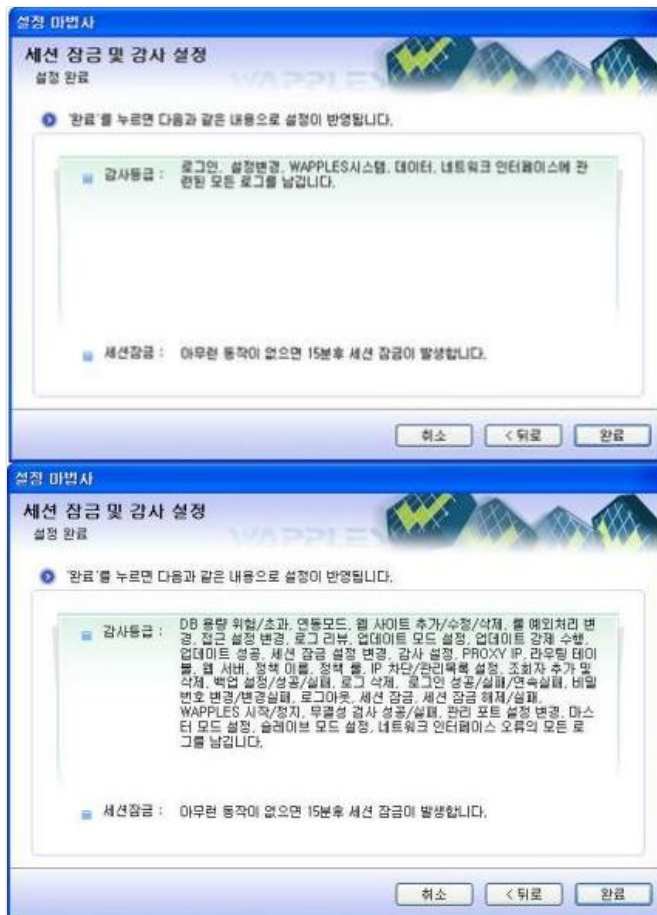 설정 마법사
세션 잠금 및 감사 설정
설정 완료
WAPPLES
'완료'를 누르면 다음과 같은 내용으로 설정이 반영됩니다.
감사등급 : 로그인, 설정변경, WAPPLES시스템, 데이터, 네트워크 인터페이스에 관
련된 모든 로그를 남깁니다.
세션잠금 : 아무런 동작이 없으면 15분후 세션 잠금이 발생합니다.
취소 < 뒤로 완료
설정 마법사
세션 잠금 및 감사 설정
설정 완료
WAPPLES
'완료'를 누르면 다음과 같은 내용으로 설정이 반영됩니다.
감사등급 : DB 용량 위험/초과, 연동모드, 웹 사이트 추가/수정/삭제, 룰 예외처리 변
경, 접근 설정 변경, 로그 리뷰, 업데이트 모드 설정, 업데이트 강제 수행,
업데이트 성공, 세션 잠금 설정 변경, 감사 설정, PROXY IP, 라우팅 테이
블, 웹 서버, 정책 이름, 정책 룰, IP 차단/관리목록 설정, 조회자 추가 및
삭제, 백업 설정/성공/실패, 로그 삭제, 로그인 성공/실패/연속실패, 비밀
번호 변경/변경실패, 로그아웃, 세션 잠금, 세션 잠금 해제/실패,
WAPPLES 시작/정지, 무결성 검사 성공/실패, 관리 포트 설정 변경, 마스
터 모드 설정, 슬레이브 모드 설정, 네트워크 인터페이스 오류의 모든 로
그를 남깁니다.
세션잠금 : 아무런 동작이 없으면 15분후 세션 잠금이 발생합니다.
취소 < 뒤로 완료